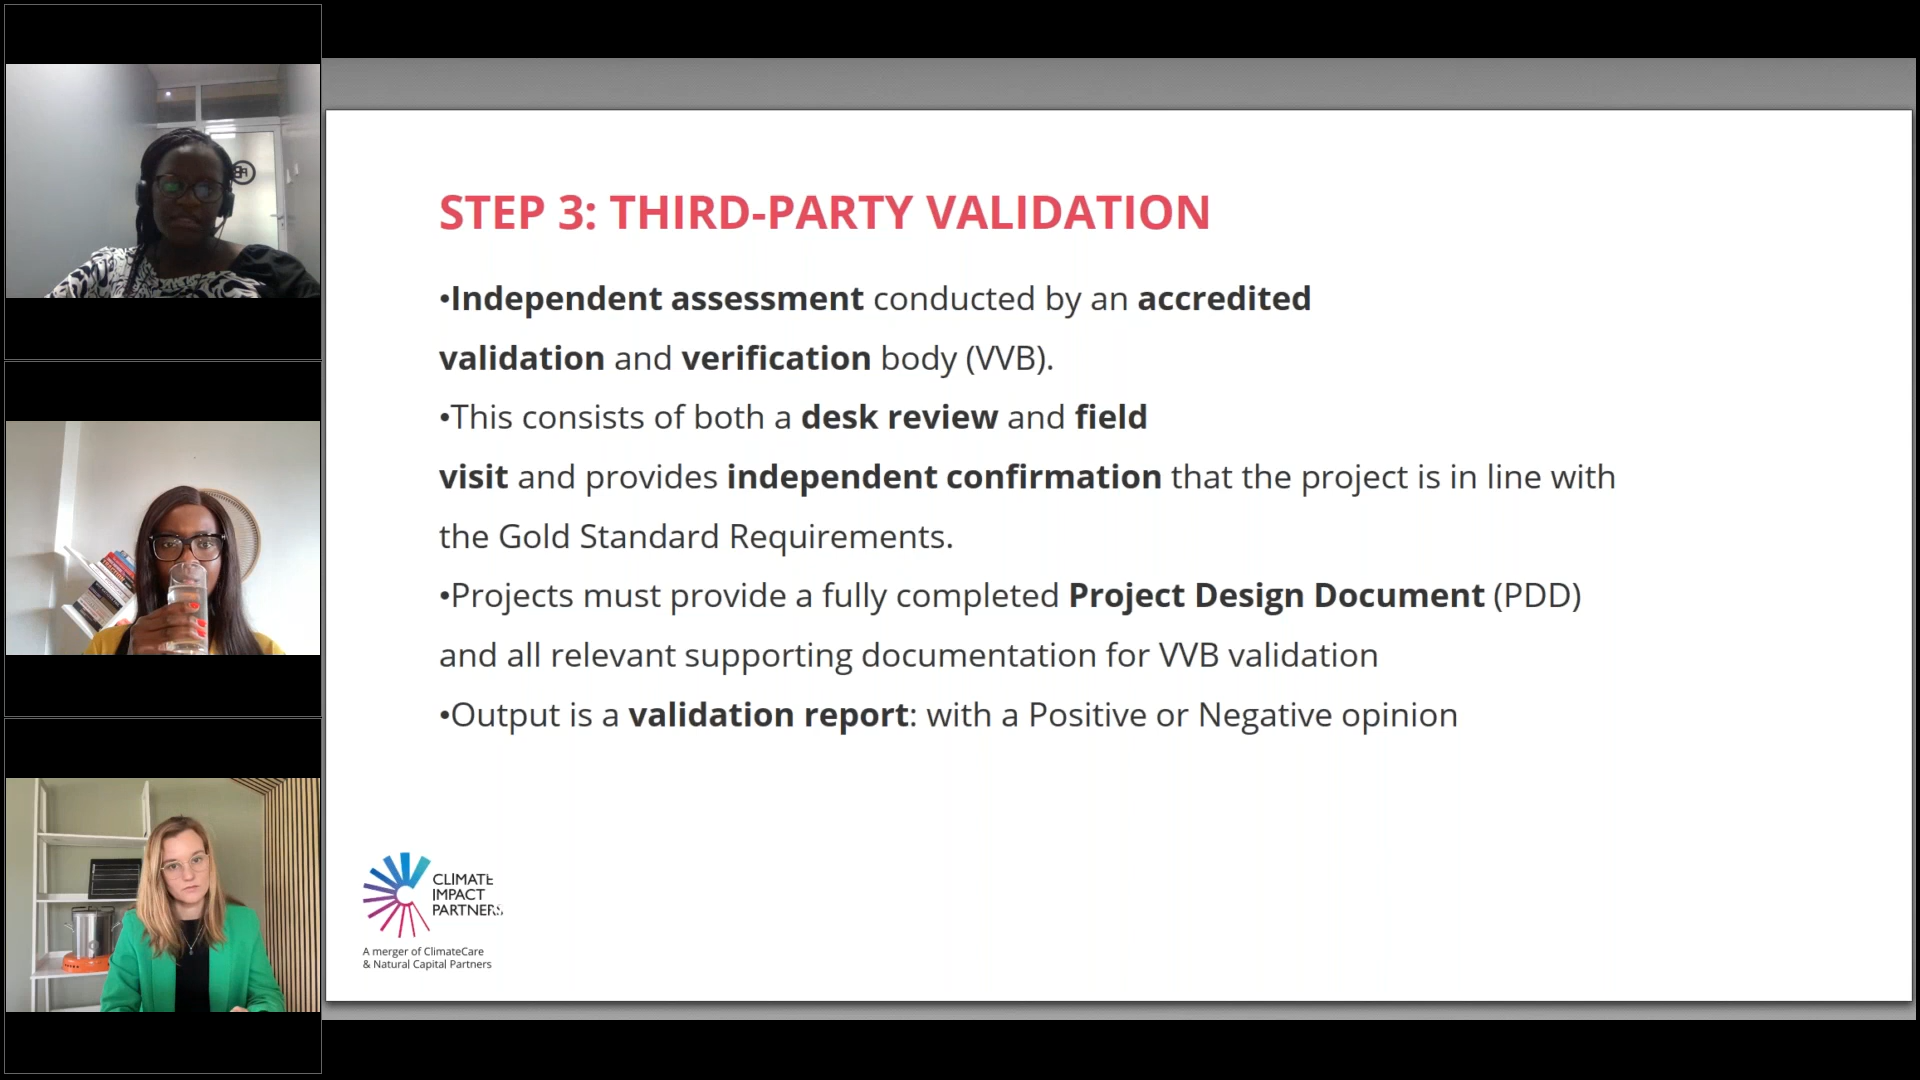 STEP 3: THIRD-PARTY VALIDATION
•Independent assessment conducted by an accredited
validation and verification body (VVB).
•This consists of both a desk review and field
visit and provides independent confirmation that the project is in line with
the Gold Standard Requirements.
•Projects must provide a fully completed Project Design Document (PDD)
and all relevant supporting documentation for VVB validation
•Output is a validation report: with a Positive or Negative opinion
CLIMATE
IMPACT
PARTNERS
A merger of ClimateCare
& Natural Capital Partners